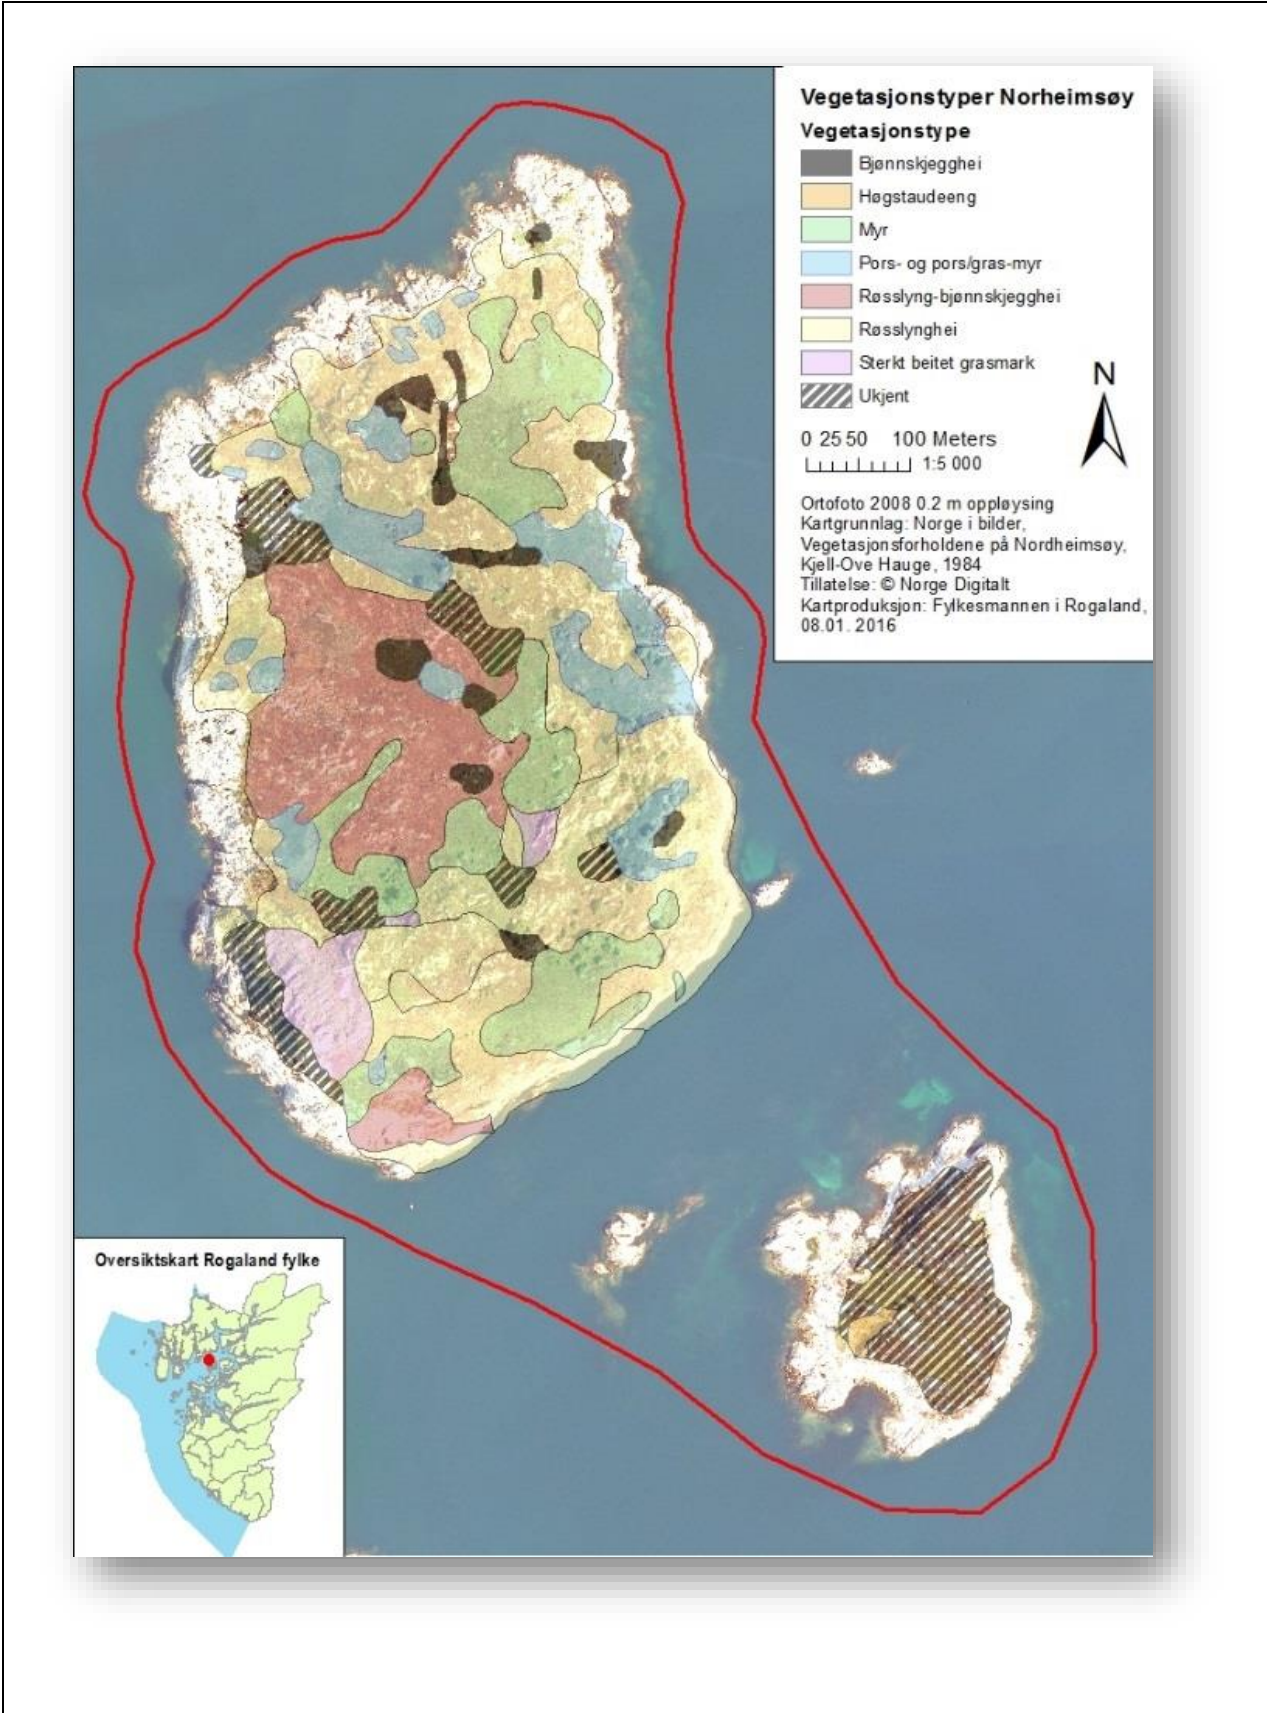 Vegetasjonstyper Norheimsøy
Vegetasjonstype
Bjønnskjegghei
Høgstaudeeng
Myr
Pors- og pors/gras-myr
Røsslyng-bjønnskjegghei
Røsslynghei
Sterkt beitet grasmark
Ukjent
N
0 25 50 100 Meters
1:5 000
Ortofoto 2008 0.2 m oppløysing
Kartgrunnlag: Norge i bilder,
Vegetasjonsforholdene på Nordheimsøy,
Kjell-Ove Hauge, 1984
Tillatelse: © Norge Digitalt
Kartproduksjon: Fylkesmannen i Rogaland,
08.01. 2016
Oversiktskart Rogaland fylke